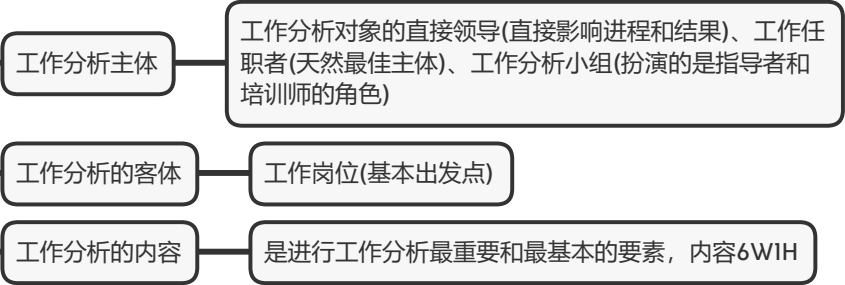 工作分析主体
工作分析对象的直接领导(直接影响进程和结果)、工作任
职者(天然最佳主体)、工作分析小组(扮演的是指导者和
培训师的角色)
工作分析的客体
工作岗位(基本出发点)
工作分析的内容
是进行工作分析最重要和最基本的要素，内容6W1H